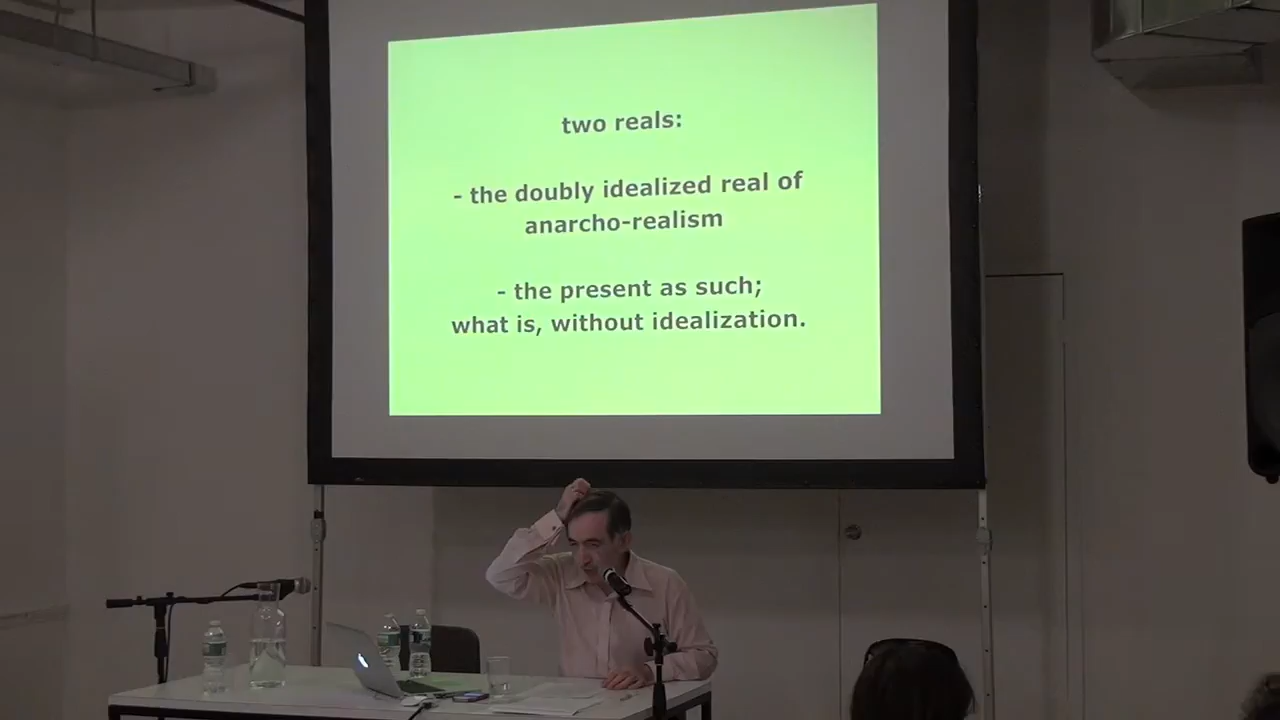 two reals:
- the doubly idealized real of
anarcho-realism
- the present as such;
what is, without idealization.